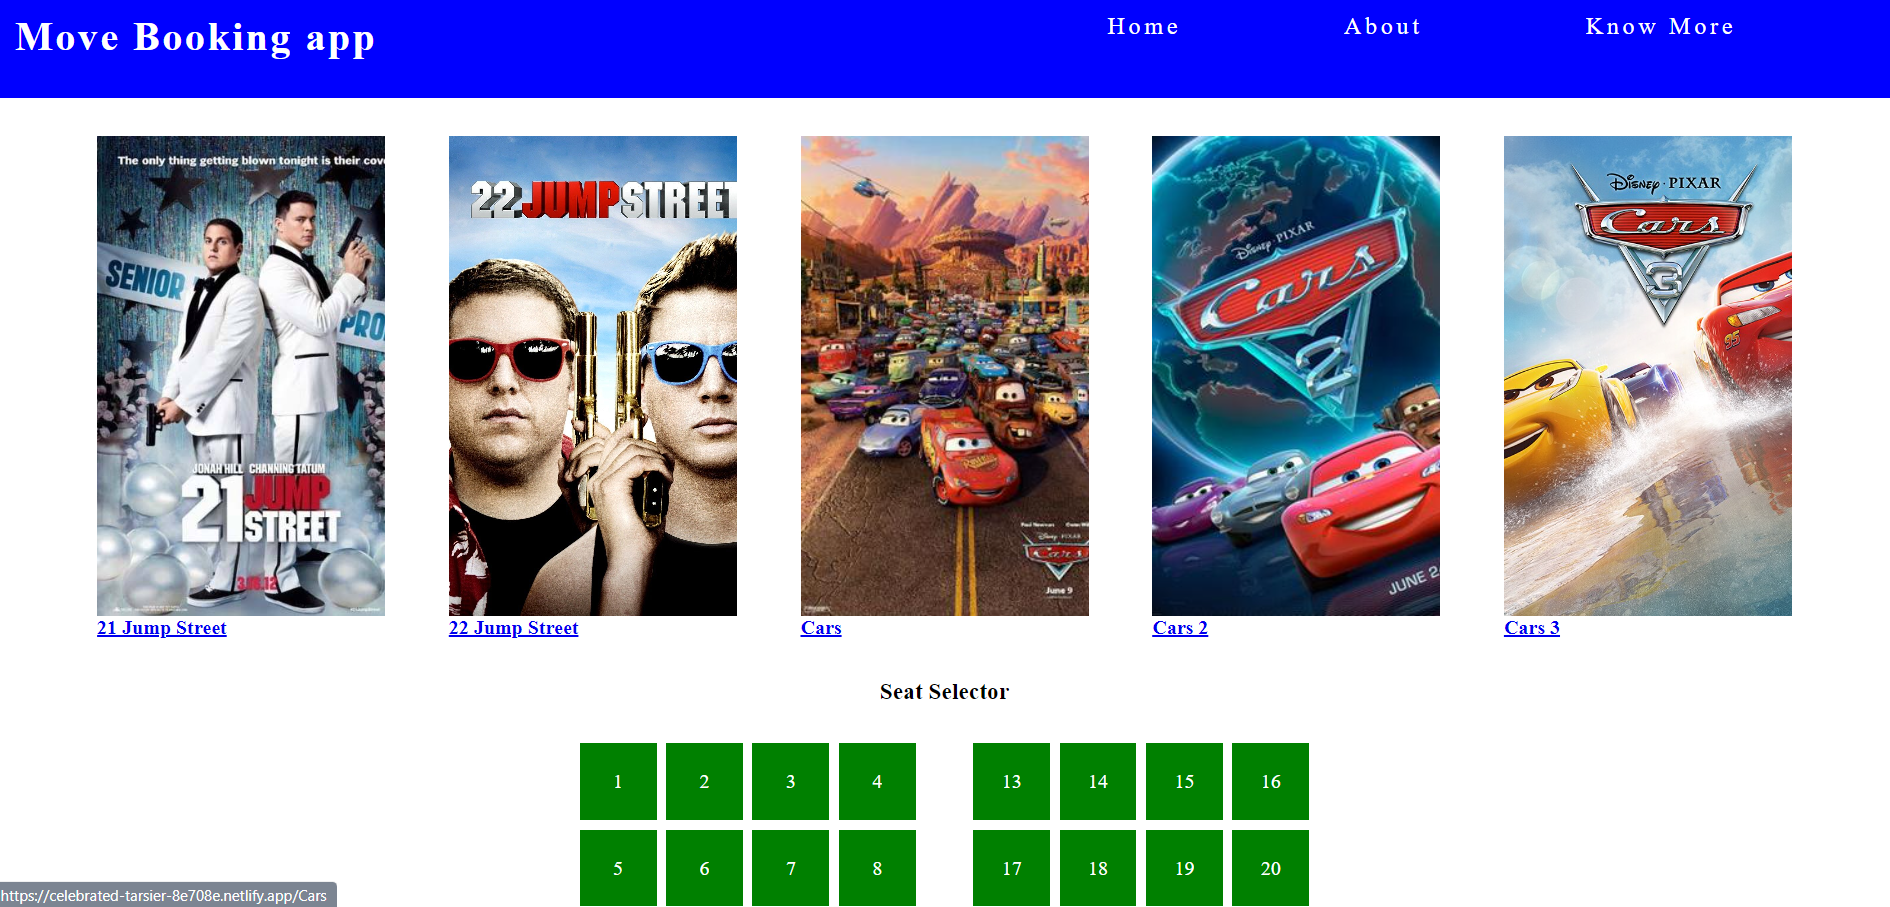 Move Booking app
Home About Know More
The only thing getting blown tonight is their cove
SENIOR
PRO
JONAH HILL CHANNING TATUM
21 JUMP STREET
3.16.12
22 JUMP STREET
Paul Newman
Disney PIXAR
Cars
June 9
Disney·PIXAR
Cars
2
JUNE 2
Disney·PIXAR
Cars
3
95
21 Jump Street
22 Jump Street
Cars
Cars 2
Cars 3
Seat Selector
1 2 3 4 13 14 15 16
5 6 7 8 17 18 19 20
https://celebrated-tarsier-8e708e.netlify.app/Cars